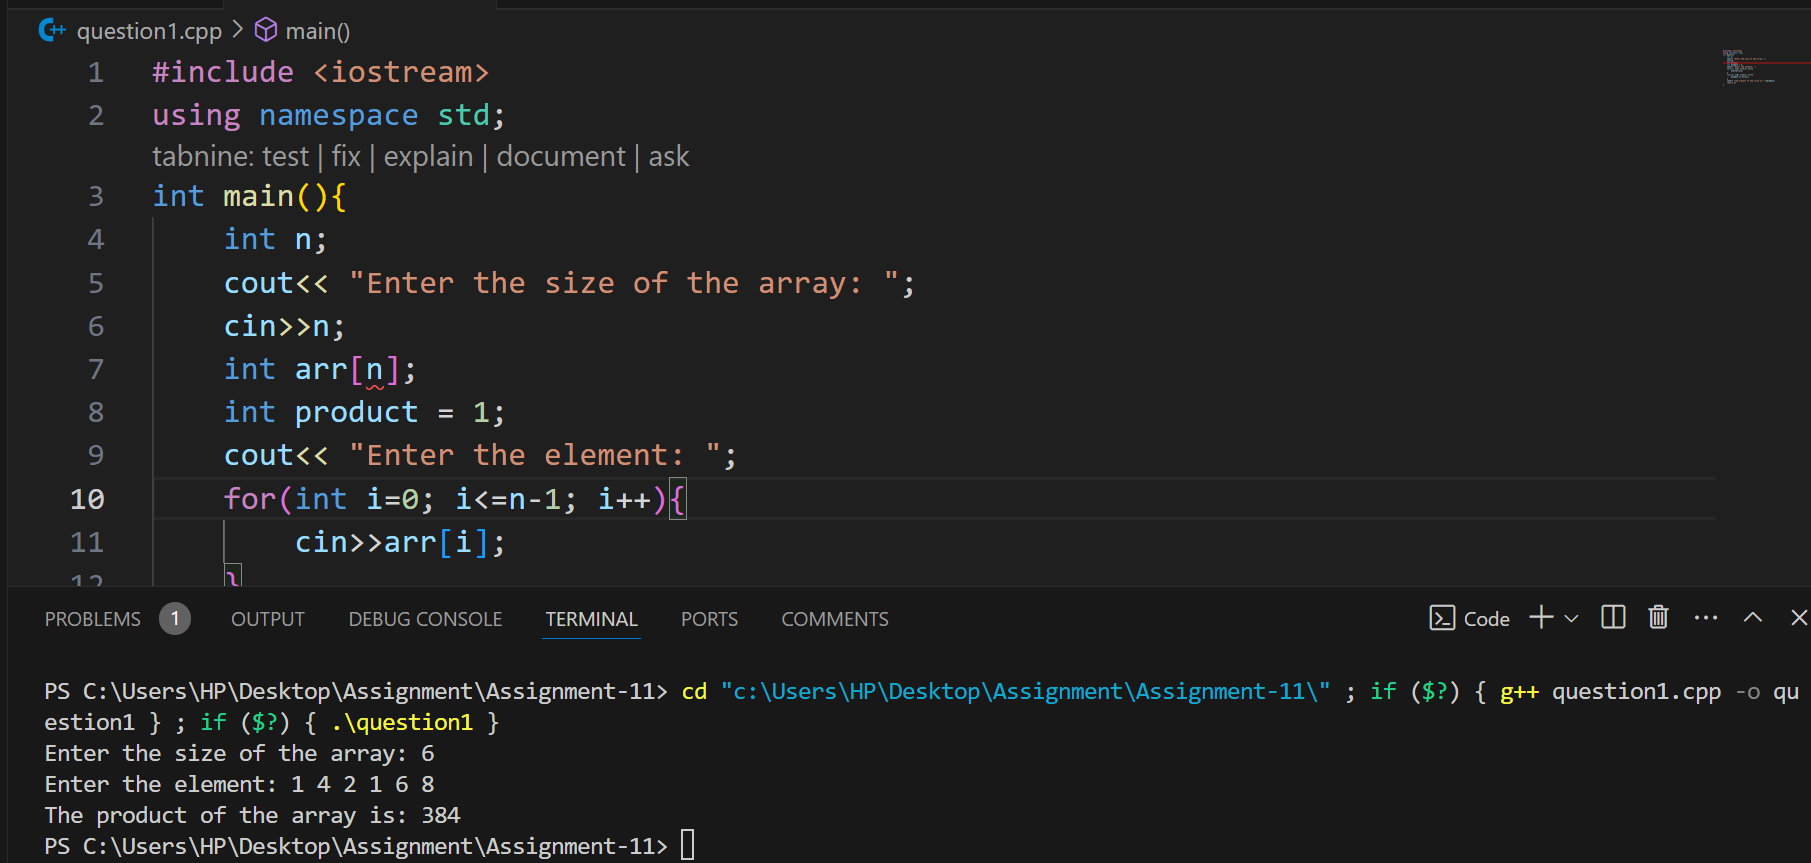 question1.cpp > main()
1 #include <iostream>
2 using namespace std;
tabnine: test | fix | explain | document | ask
3 int main(){
4 int n;
5 cout<< "Enter the size of the array: ";
6 cin>>n;
7 int arr[n];
8 int product = 1;
9 cout<< "Enter the element: ";
10 for(int i=0; i<=n-1; i++){
11 cin>>arr[i];
12 }
PROBLEMS 1 OUTPUT DEBUG CONSOLE TERMINAL PORTS COMMENTS Code
PS C:\Users\HP\Desktop\Assignment\Assignment-11> cd "c:\Users\HP\Desktop\Assignment\Assignment-11\" ; if ($?) { g++ question1.cpp -o qu
estion1 } ; if ($?) { .\question1 }
Enter the size of the array: 6
Enter the element: 1 4 2 1 6 8
The product of the array is: 384
PS C:\Users\HP\Desktop\Assignment\Assignment-11>